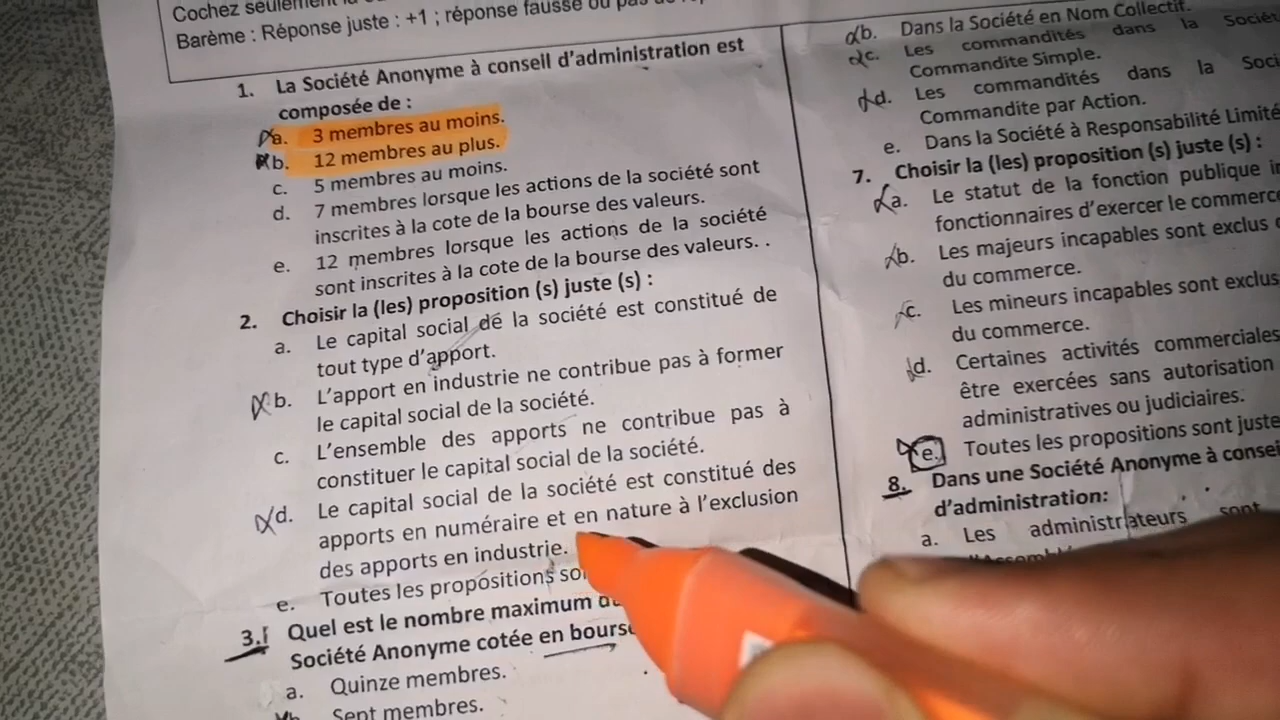 Cochez seulement
Barème : Réponse juste : +1 ; réponse fausse ou pas de
1. La Société Anonyme à conseil d'administration est
composée de :
a. 3 membres au moins.
b. 12 membres au plus.
c. 5 membres au moins.
d. 7 membres lorsque les actions de la société sont
inscrites à la cote de la bourse des valeurs.
e. 12 membres lorsque les actions de la société
sont inscrites à la cote de la bourse des valeurs. .
2. Choisir la (les) proposition (s) juste (s) :
a. Le capital social de la société est constitué de
tout type d'apport.
b. L'apport en industrie ne contribue pas à former
le capital social de la société.
c. L'ensemble des apports ne contribue pas à
constituer le capital social de la société.
d. Le capital social de la société est constitué des
apports en numéraire et en nature à l'exclusion
des apports en industrie.
e. Toutes les propositions
3. Quel est le nombre maximum
Société Anonyme cotée en bourse
a. Quinze membres.
b. Sept membres.
b. Dans la Société en Nom Collectif.
c. Les commandités dans la
Commandite Simple.
d. Les commandités dans la
Commandite par Action.
e. Dans la Société à Responsabilité
7. Choisir la (les) proposition (s) juste (s) :
a. Le statut de la fonction publique
fonctionnaires d'exercer le
b. Les majeurs incapables sont exclus
du commerce.
c. Les mineurs incapables sont exclus
du commerce.
d. Certaines activités commerciales
être exercées sans autorisation
administratives ou judiciaires.
e. Toutes les propositions sont
8. Dans une Société Anonyme à
d'administration:
a. Les administrateurs sont